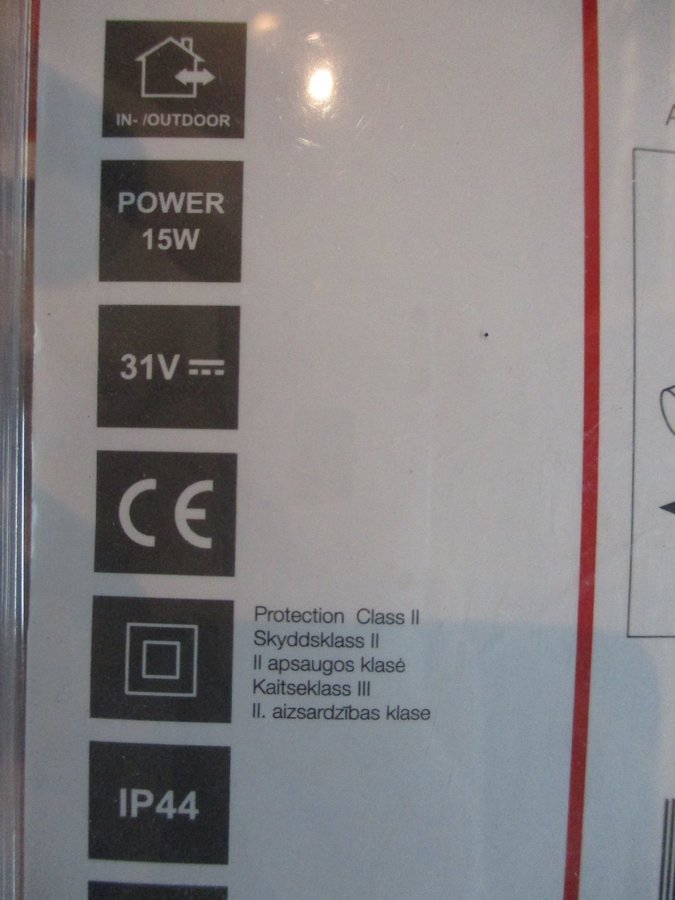 IN- /OUTDOOR
POWER
15W
31V
CE
Protection Class II
Skyddsklass II
II apsaugos klasė
Kaitseklass III
II. aizsardzības klase
IP44